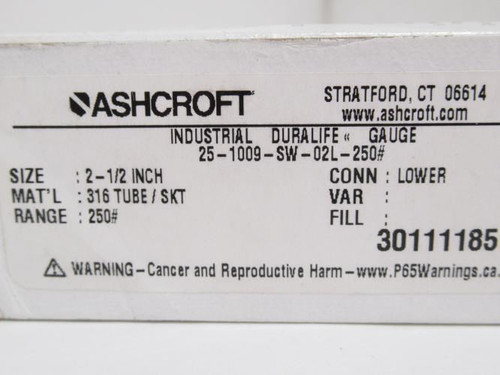 ASHCROFT
STRATFORD, CT 06614
www.ashcroft.com
INDUSTRIAL DURALIFE « GAUGE
25-1009-SW-02L-250#
SIZE : 2-1/2 INCH
MAT'L : 316 TUBE / SKT
RANGE : 250#
CONN : LOWER
VAR :
FILL :
30111185
⚠ WARNING-Cancer and Reproductive Harm-www.P65Warnings.ca.